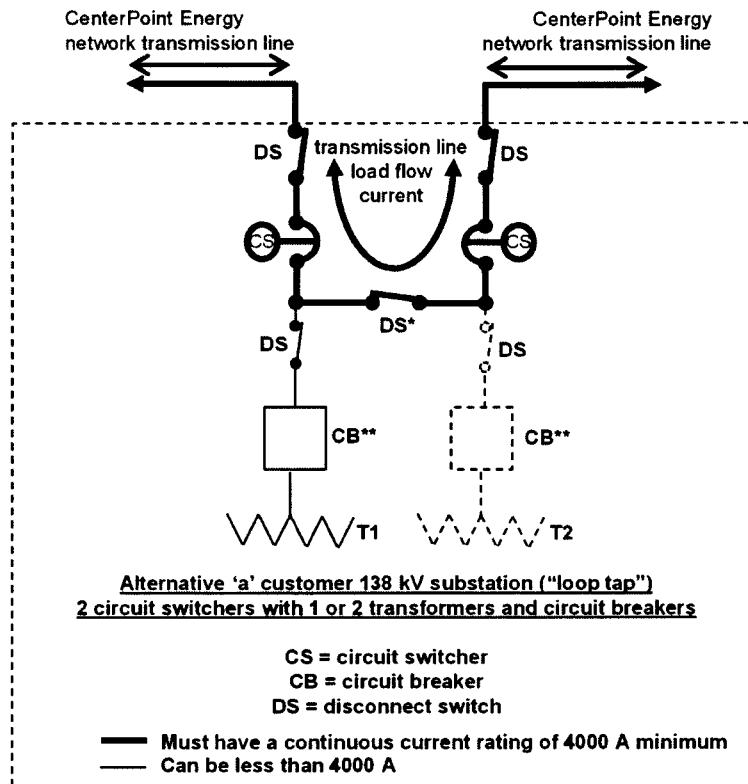 CenterPoint Energy
network transmission line
CenterPoint Energy
network transmission line
DS
transmission line
load flow
current
DS
CS
CS
DS*
DS
DS
CB**
CB**
T1
T2
Alternative ‘a’ customer 138 kV substation (“loop tap”)
2 circuit switchers with 1 or 2 transformers and circuit breakers
CS = circuit switcher
CB = circuit breaker
DS = disconnect switch
Must have a continuous current rating of 4000 A minimum
Can be less than 4000 A